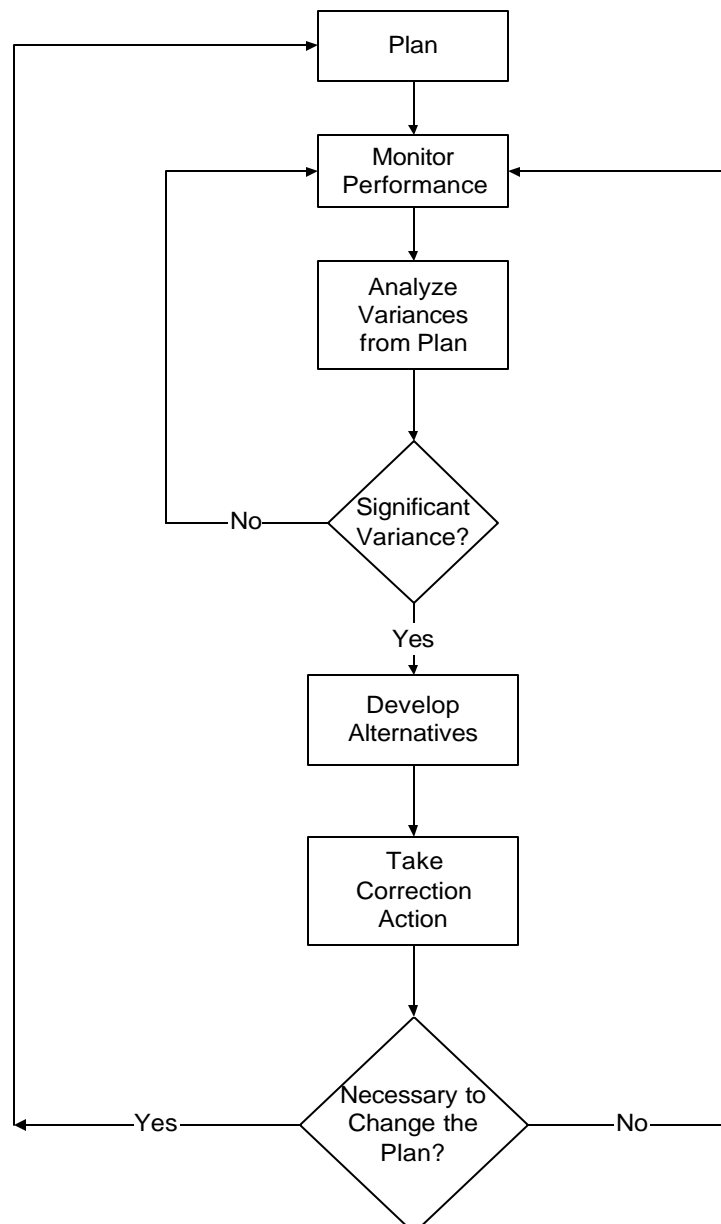 Plan
Monitor
Performance
Analyze
Variances
from Plan
Significant
Variance?
No
Yes
Develop
Alternatives
Take
Correction
Action
Necessary to
Change the
Plan?
Yes
No